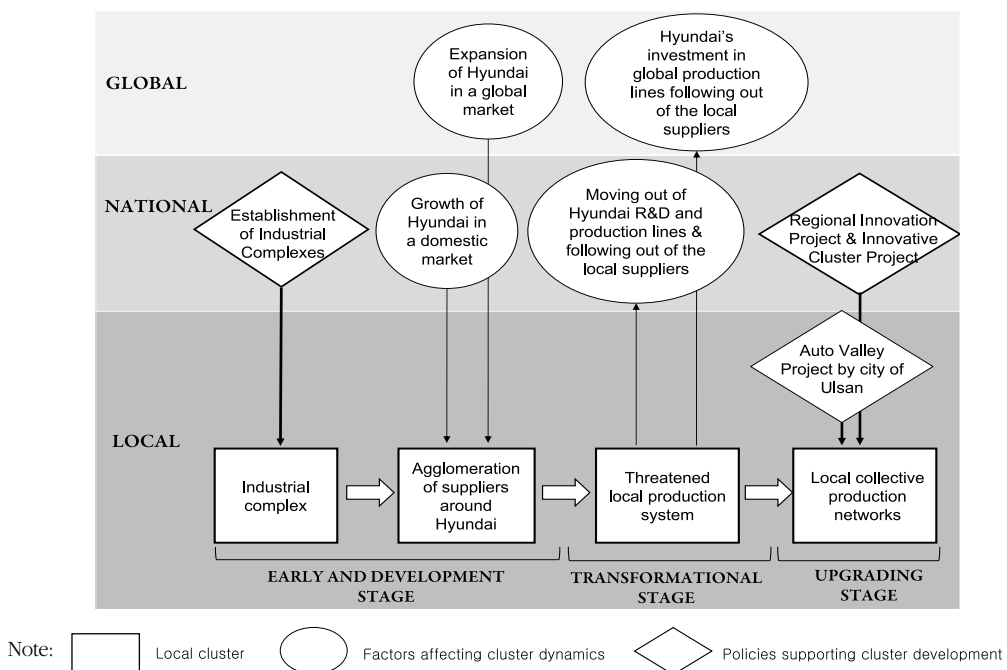 GLOBAL
Expansion
of Hyundai
in a global
market
Hyundai's
investment in
global production
lines following out
of the local
suppliers
NATIONAL
Establishment
of Industrial
Complexes
Growth of
Hyundai in
a domestic
market
Moving out of
Hyundai R&D and
production lines &
following out of the
local suppliers
Regional Innovation
Project & Innovative
Cluster Project
Auto Valley
Project by city of
Ulsan
LOCAL
Industrial
complex
Agglomeration
of suppliers
around
Hyundai
Threatened
local production
system
Local collective
production
networks
EARLY AND DEVELOPMENT
STAGE
TRANSFORMATIONAL
STAGE
UPGRADING
STAGE
Note:
Local cluster
Factors affecting cluster dynamics
Policies supporting cluster development